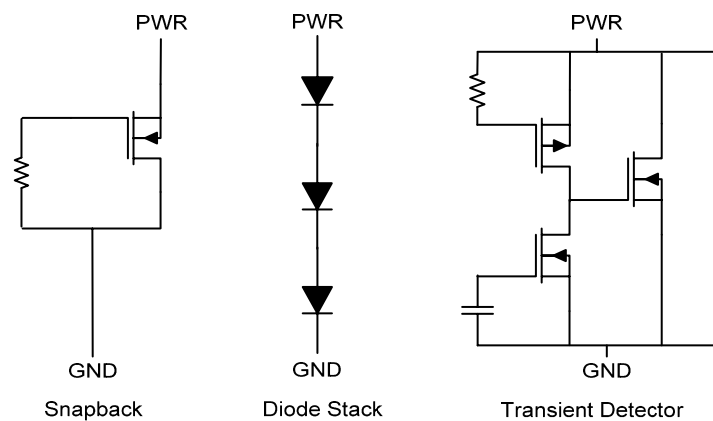 PWR
PWR
PWR
GND
GND
GND
Snapback
Diode Stack
Transient Detector